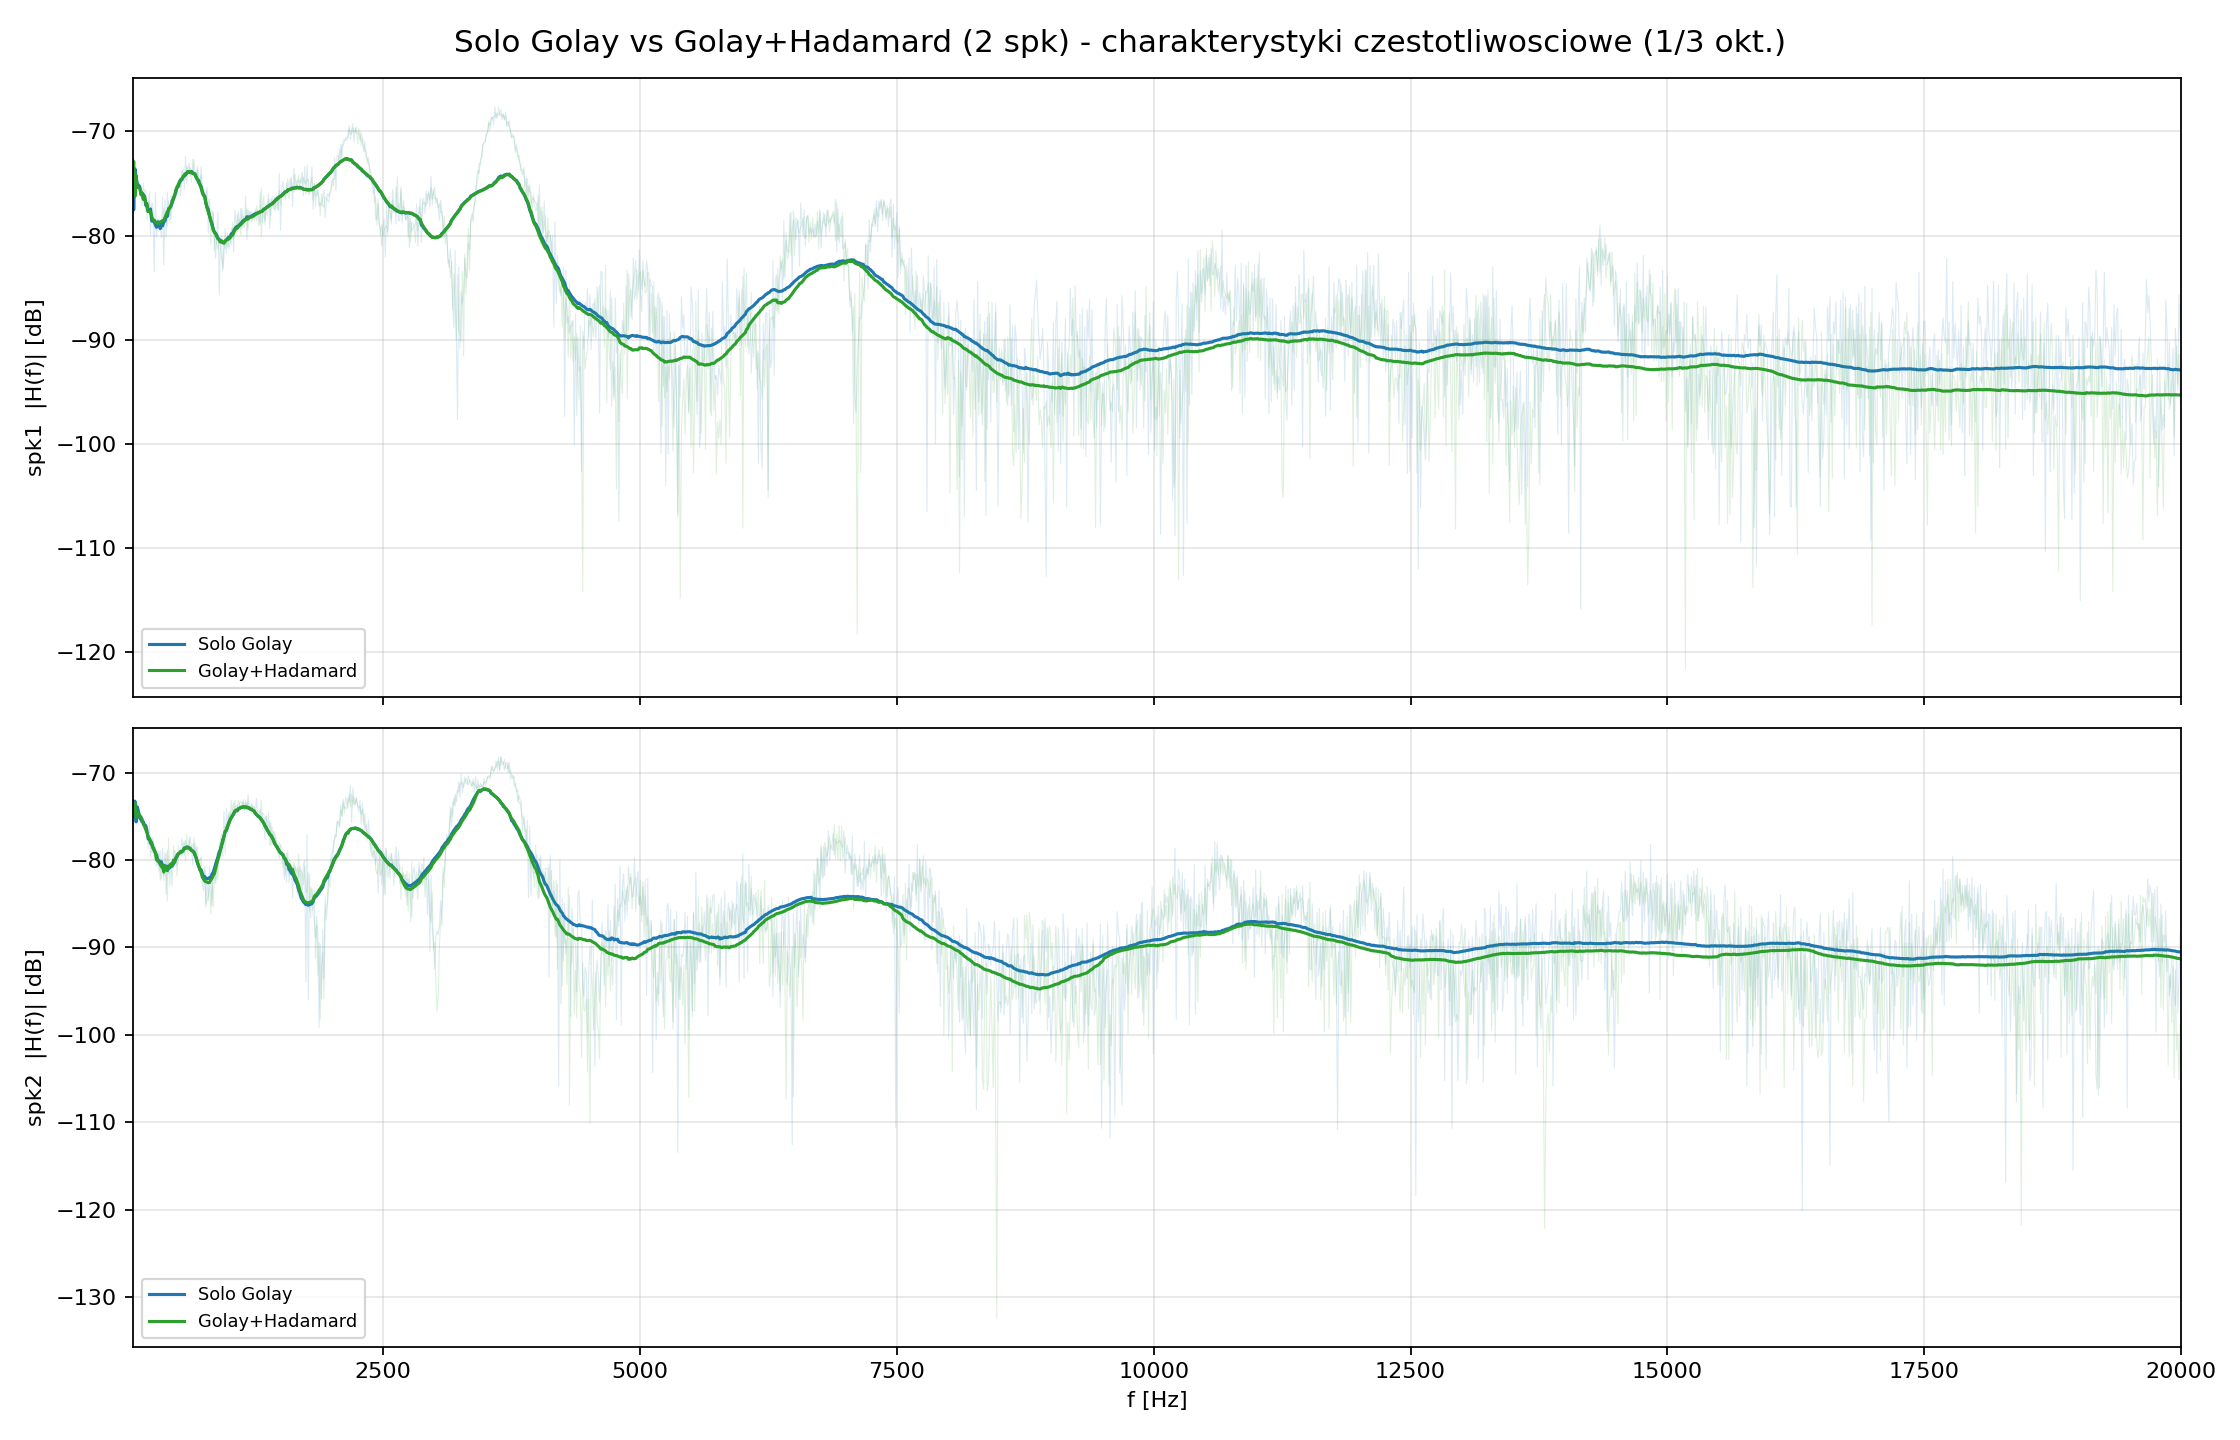 Solo Golay vs Golay+Hadamard (2 spk) - charakterystyki czestotliwosciowe (1/3 okt.)
spk1 |H(f)| [dB]
−70
−80
−90
−100
−110
−120
Solo Golay
Golay+Hadamard
spk2 |H(f)| [dB]
−70
−80
−90
−100
−110
−120
−130
Solo Golay
Golay+Hadamard
2500 5000 7500 10000 12500 15000 17500 20000
f [Hz]